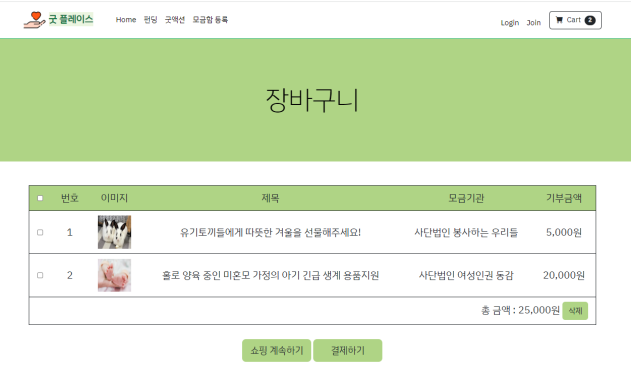 굿 플레이스 Home 펀딩 굿액션 모금함 등록 Login Join Cart 2
장바구니
번호 이미지 제목 모금기관 기부금액
1 유기토끼들에게 따뜻한 겨울을 선물해주세요! 사단법인 봉사하는 우리들 5,000원
2 홀로 양육 중인 미혼모 가정의 아기 긴급 생계 용품지원 사단법인 여성인권 동감 20,000원
총 금액 : 25,000원 삭제
쇼핑 계속하기 결제하기